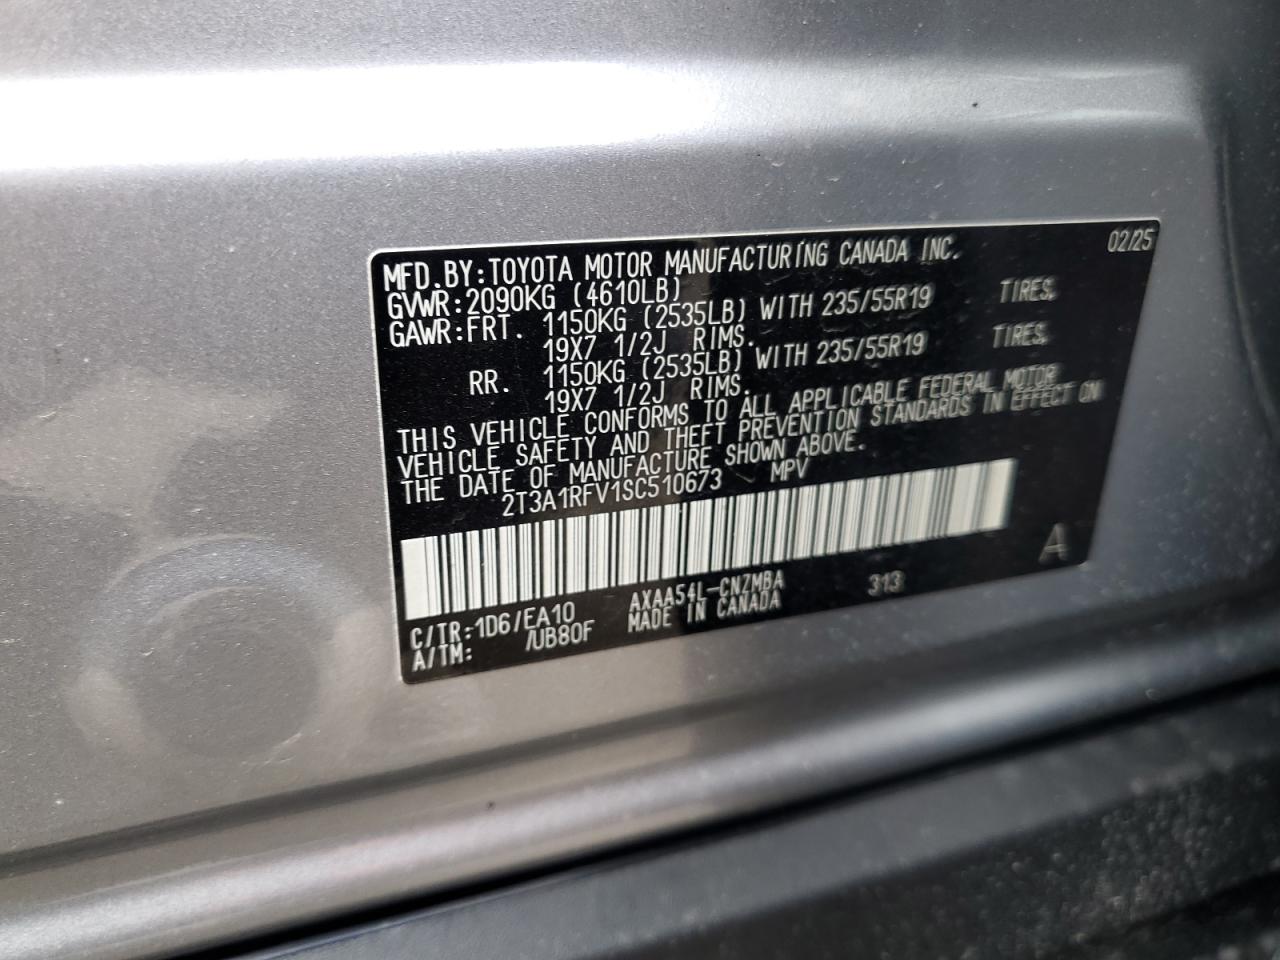 02/25
MFD.BY:TOYOTA MOTOR MANUFACTURING CANADA INC.
GVWR:2090KG (4610LB)
GAWR:FRT. 1150KG (2535LB) WITH 235/55R19 TIRES.
19X7 1/2J RIMS.
RR. 1150KG (2535LB) WITH 235/55R19 TIRES.
19X7 1/2J RIMS.
THIS VEHICLE CONFORMS TO ALL APPLICABLE FEDERAL MOTOR
VEHICLE SAFETY AND THEFT PREVENTION STANDARDS IN EFFECT ON
THE DATE OF MANUFACTURE SHOWN ABOVE.
2T3A1RFV1SC510673 MPV
A
C/TR:1D6/EA10 AXAA54L-CNZMBA 313
A/TM: /UB80F MADE IN CANADA